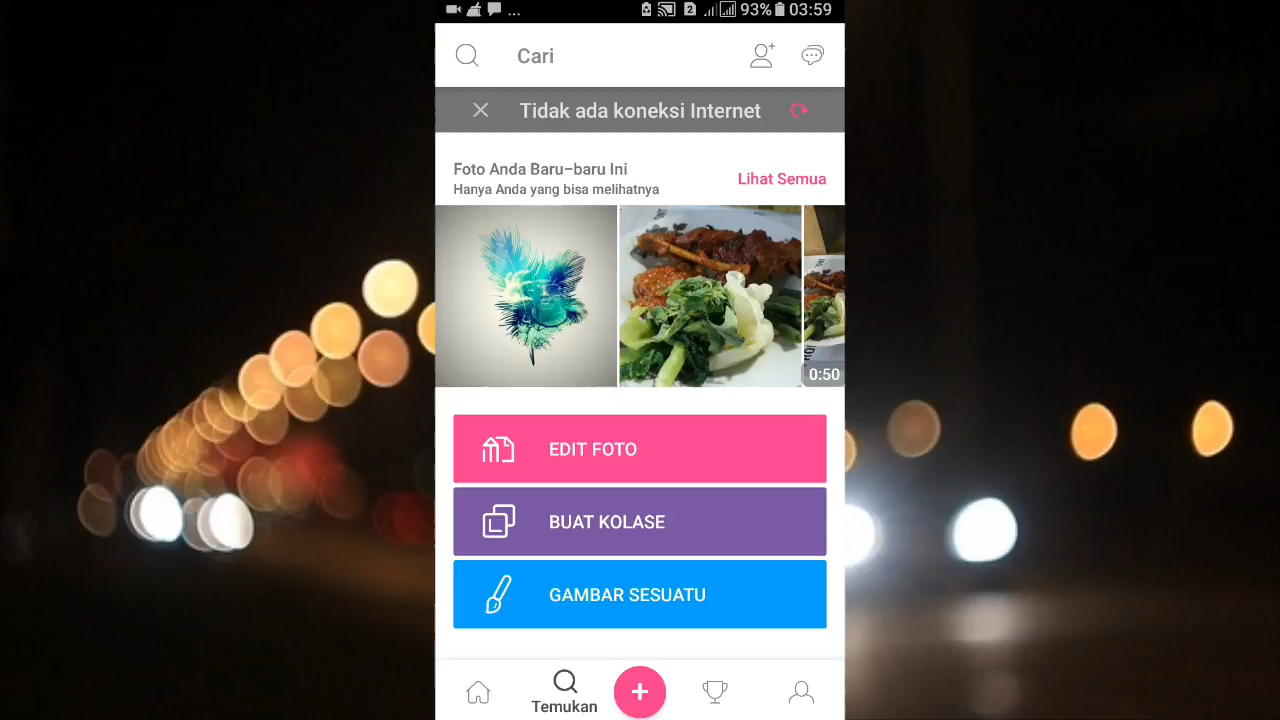 ... 2 93% 03:59
Cari
Tidak ada koneksi Internet
Foto Anda Baru–baru Ini
Hanya Anda yang bisa melihatnya
Lihat Semua
0:50
EDIT FOTO
BUAT KOLASE
GAMBAR SESUATU
Temukan